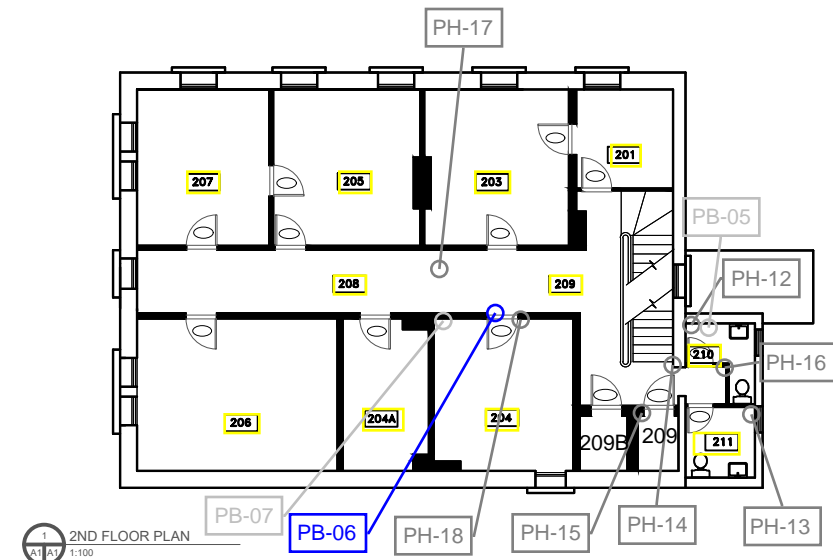 PH-17
201
207
205
203
PB-05
PH-12
208
209
210
PH-16
206
204A
204
209B
209
211
PB-07
PB-06
PH-18
PH-15
PH-14
PH-13
1
A1 A1
2ND FLOOR PLAN
1:100